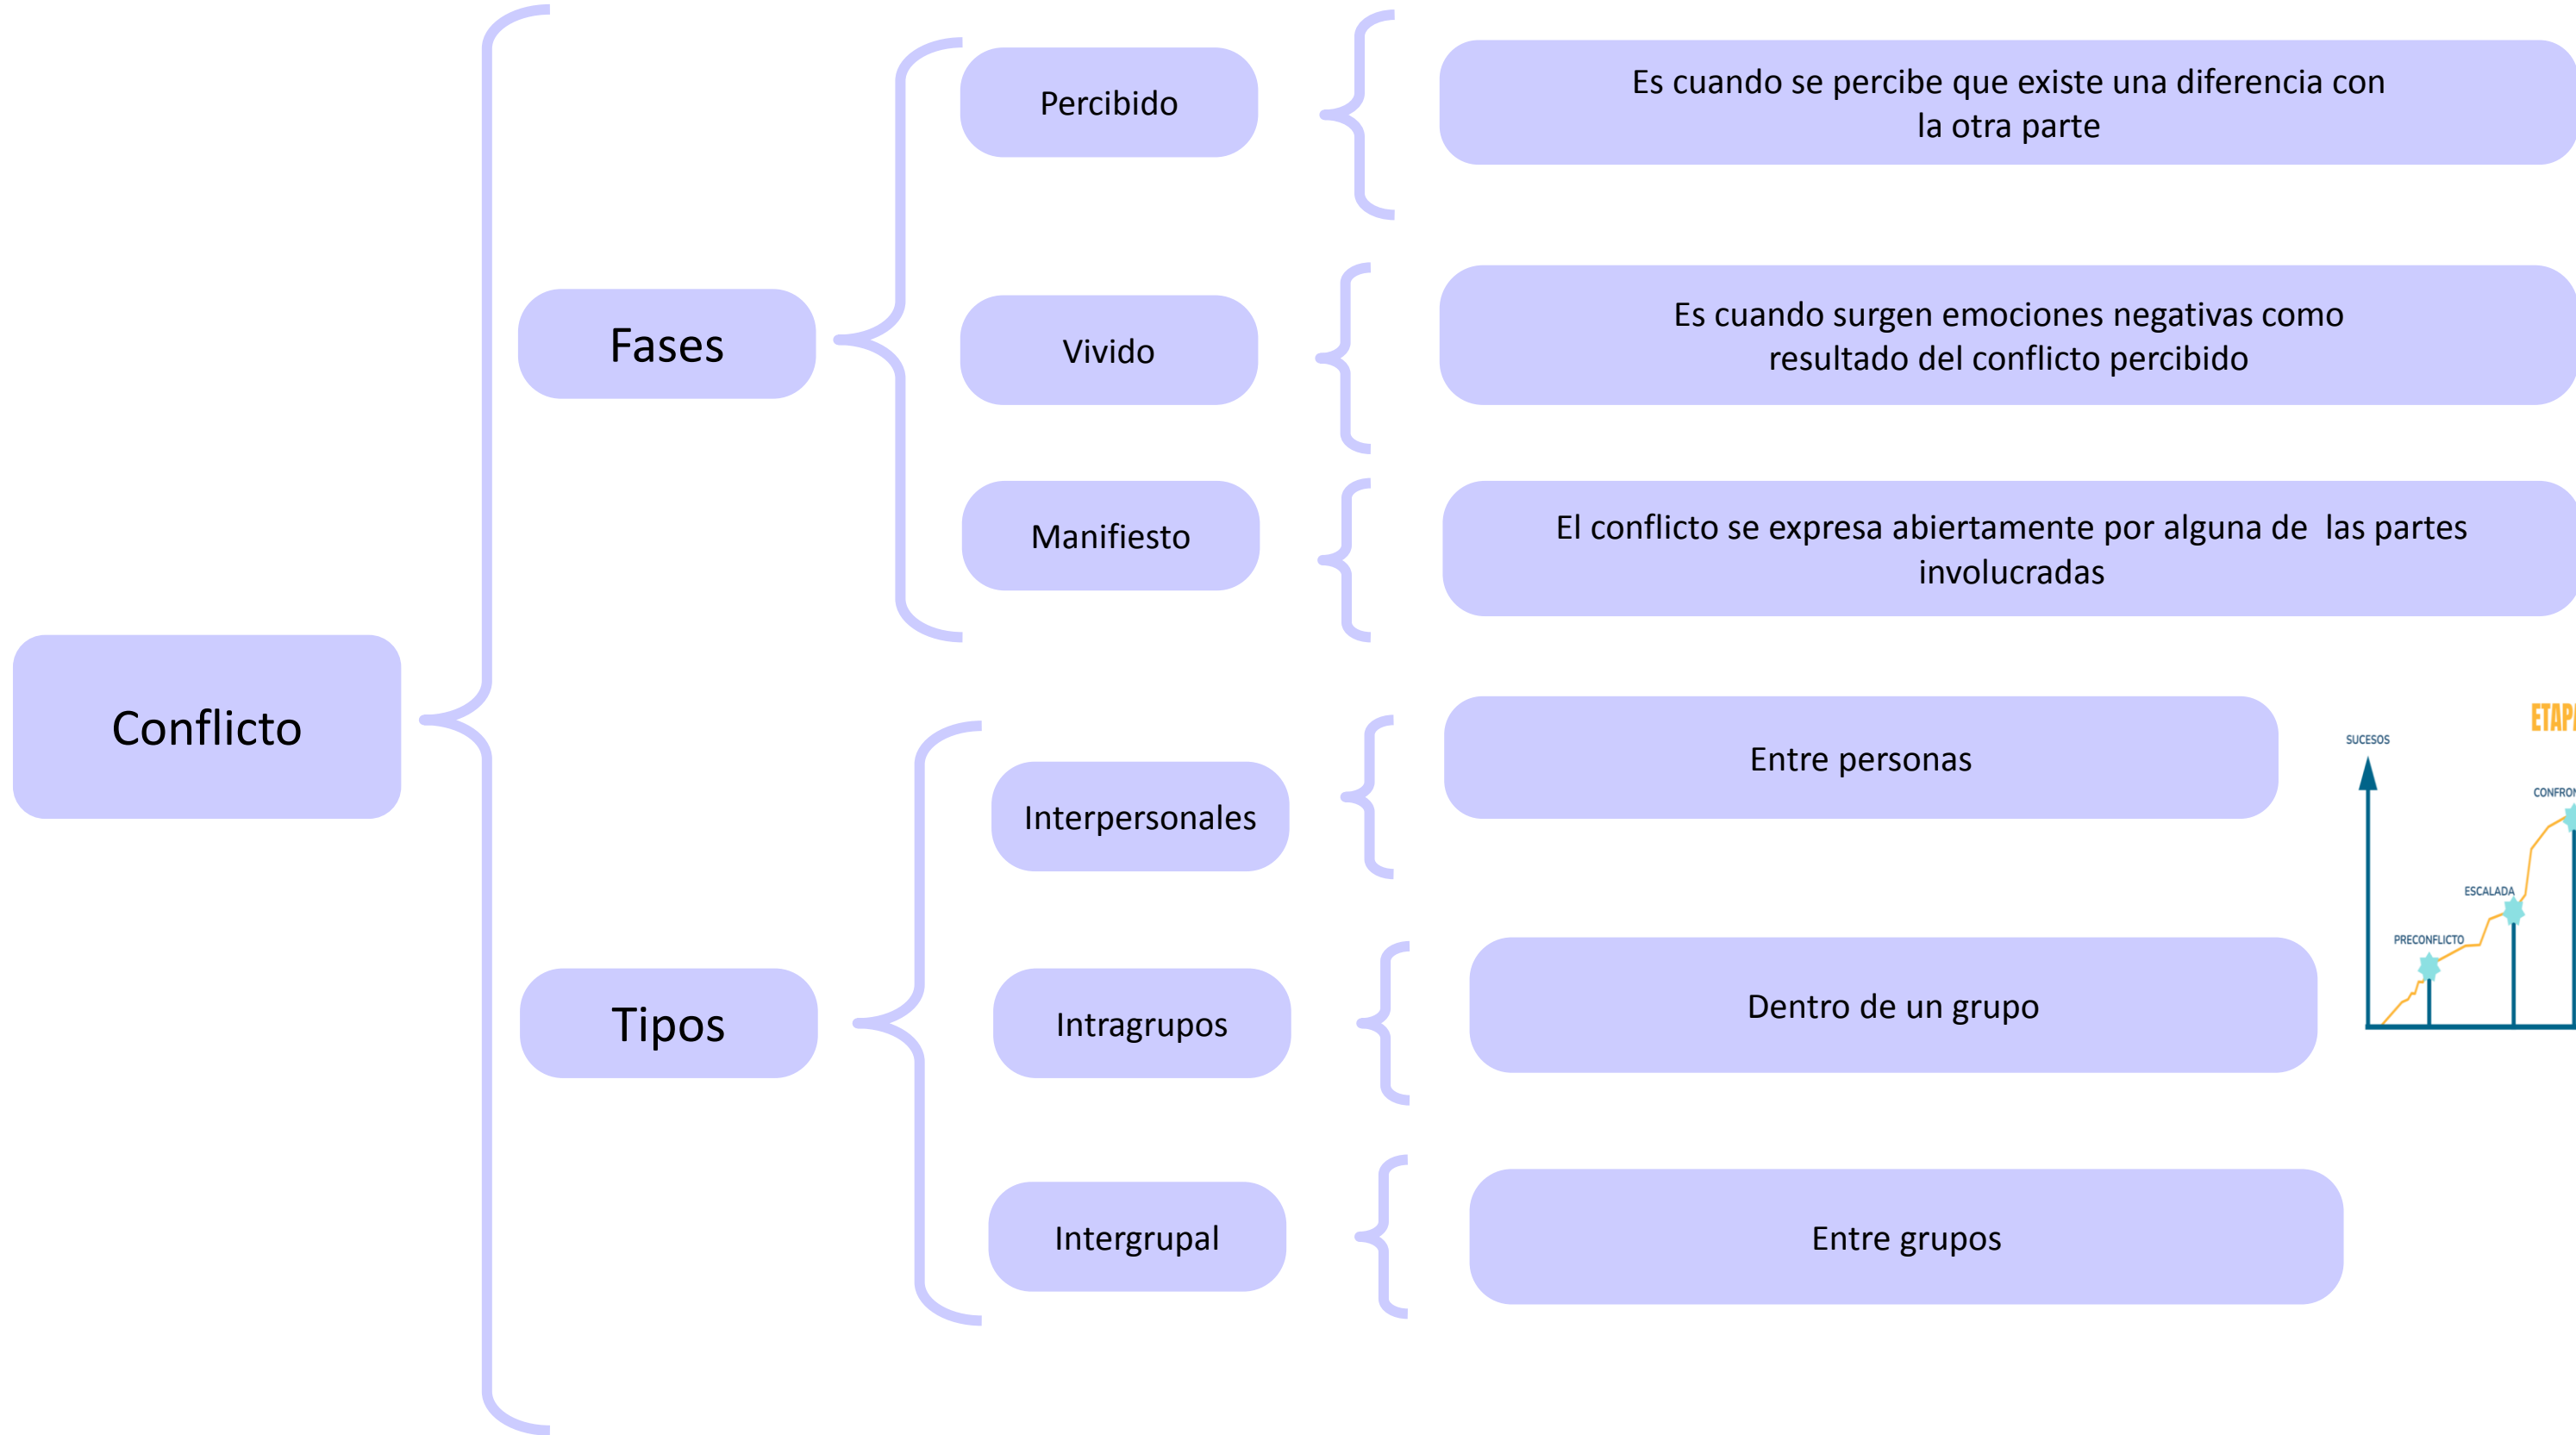 Conflicto
Fases
Percibido
Es cuando se percibe que existe una diferencia con
la otra parte
Vivido
Es cuando surgen emociones negativas como
resultado del conflicto percibido
Manifiesto
El conflicto se expresa abiertamente por alguna de  las partes
involucradas
Tipos
Interpersonales
Entre personas
Intragrupos
Dentro de un grupo
Intergrupal
Entre grupos
SUCESOS
ESCALADA
PRECONFLICTO